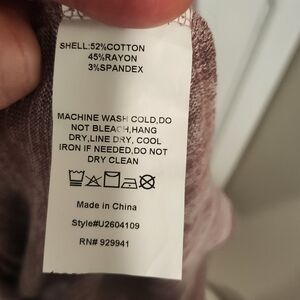 SHELL:52%COTTON
45%RAYON
3%SPANDEX
MACHINE WASH COLD,DO
NOT BLEACH,HANG
DRY,LINE DRY, COOL
IRON IF NEEDED,DO NOT
DRY CLEAN
Made in China
Style#U2604109
RN# 929941